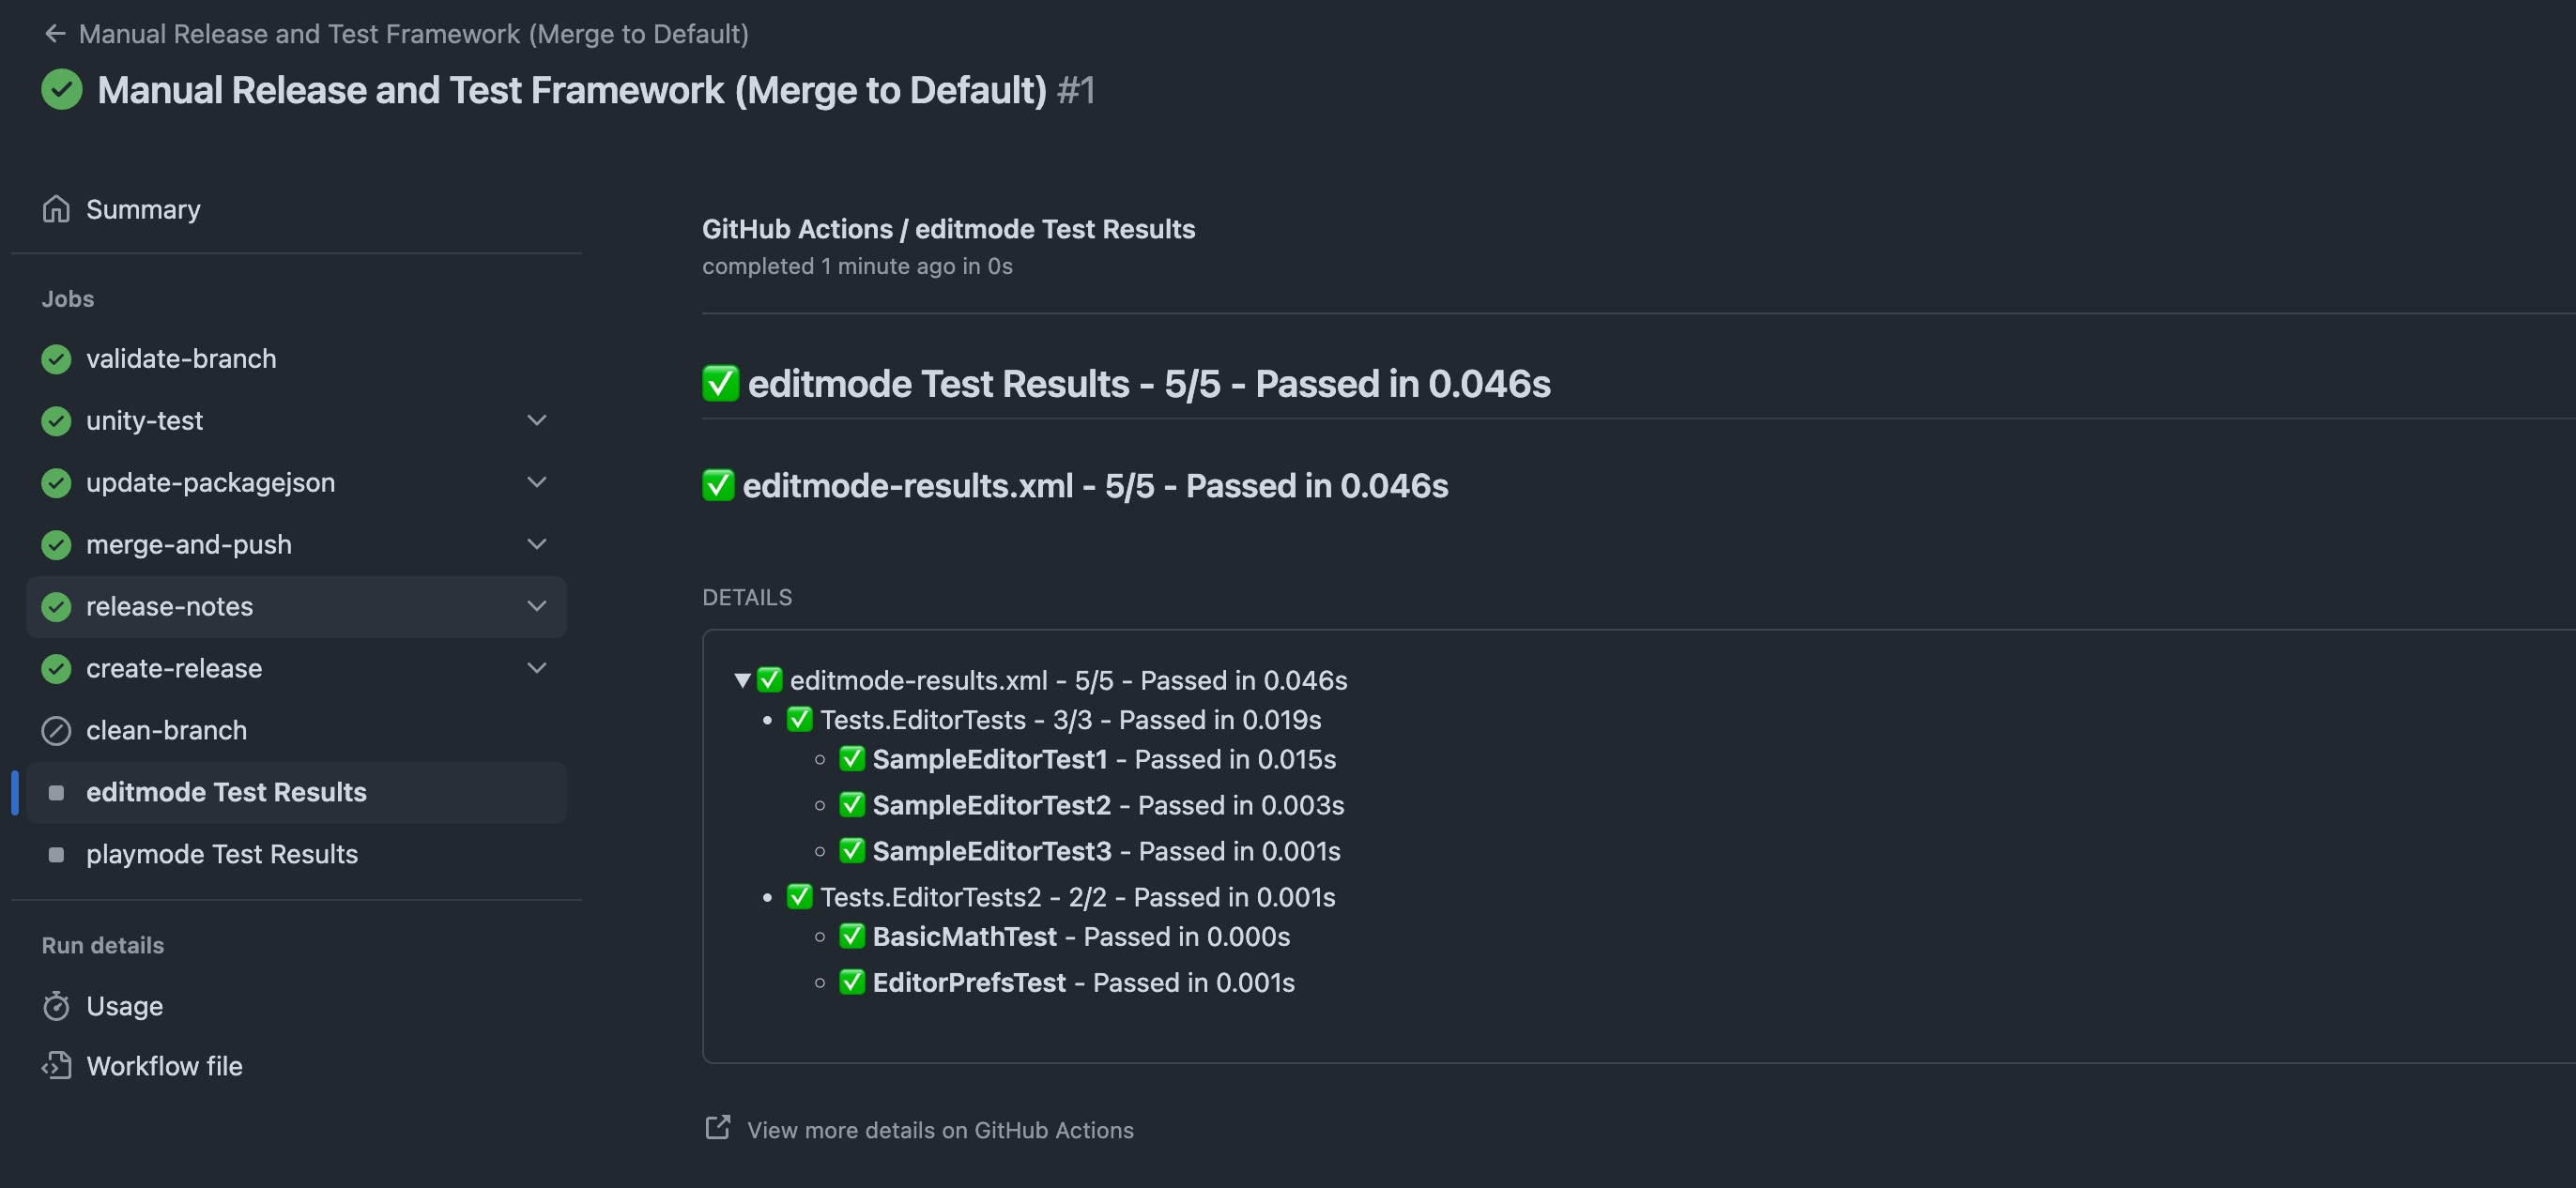 Manual Release and Test Framework (Merge to Default)
Manual Release and Test Framework (Merge to Default) #1
Summary
Jobs
validate-branch
unity-test
update-packagejson
merge-and-push
release-notes
create-release
clean-branch
editmode Test Results
playmode Test Results
Run details
Usage
Workflow file
GitHub Actions / editmode Test Results
completed 1 minute ago in 0s
✅ editmode Test Results - 5/5 - Passed in 0.046s
✅ editmode-results.xml - 5/5 - Passed in 0.046s
DETAILS
▼ ✅ editmode-results.xml - 5/5 - Passed in 0.046s
• ✅ Tests.EditorTests - 3/3 - Passed in 0.019s
◦ ✅ SampleEditorTest1 - Passed in 0.015s
◦ ✅ SampleEditorTest2 - Passed in 0.003s
◦ ✅ SampleEditorTest3 - Passed in 0.001s
• ✅ Tests.EditorTests2 - 2/2 - Passed in 0.001s
◦ ✅ BasicMathTest - Passed in 0.000s
◦ ✅ EditorPrefsTest - Passed in 0.001s
View more details on GitHub Actions